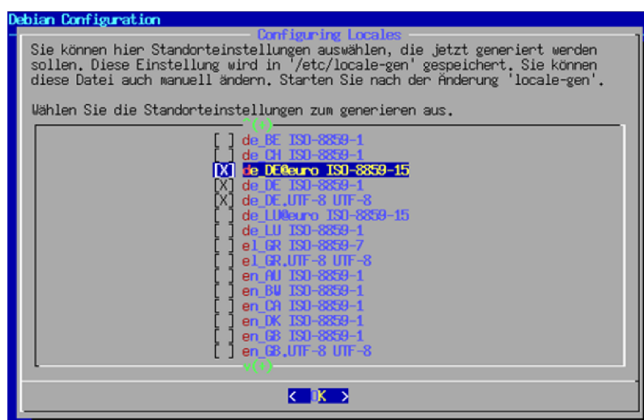 Debian Configuration
Configuring Locales
Sie können hier Standorteinstellungen auswählen, die jetzt generiert werden
sollen. Diese Einstellung wird in '/etc/locale-gen' gespeichert. Sie können
diese Datei auch manuell ändern. Starten Sie nach der Änderung 'locale-gen'.
Wählen Sie die Standorteinstellungen zum generieren aus.
^(-)
[ ] de_BE ISO-8859-1
[ ] de_CH ISO-8859-1
[X] de_DE@euro ISO-8859-15
[X] de_DE ISO-8859-1
[X] de_DE.UTF-8 UTF-8
[ ] de_LU@euro ISO-8859-15
[ ] de_LU ISO-8859-1
[ ] el_GR ISO-8859-7
[ ] el_GR.UTF-8 UTF-8
[ ] en_AU ISO-8859-1
[ ] en_BW ISO-8859-1
[ ] en_CA ISO-8859-1
[ ] en_DK ISO-8859-1
[ ] en_GB ISO-8859-1
[ ] en_GB.UTF-8 UTF-8
v(+)
< OK >